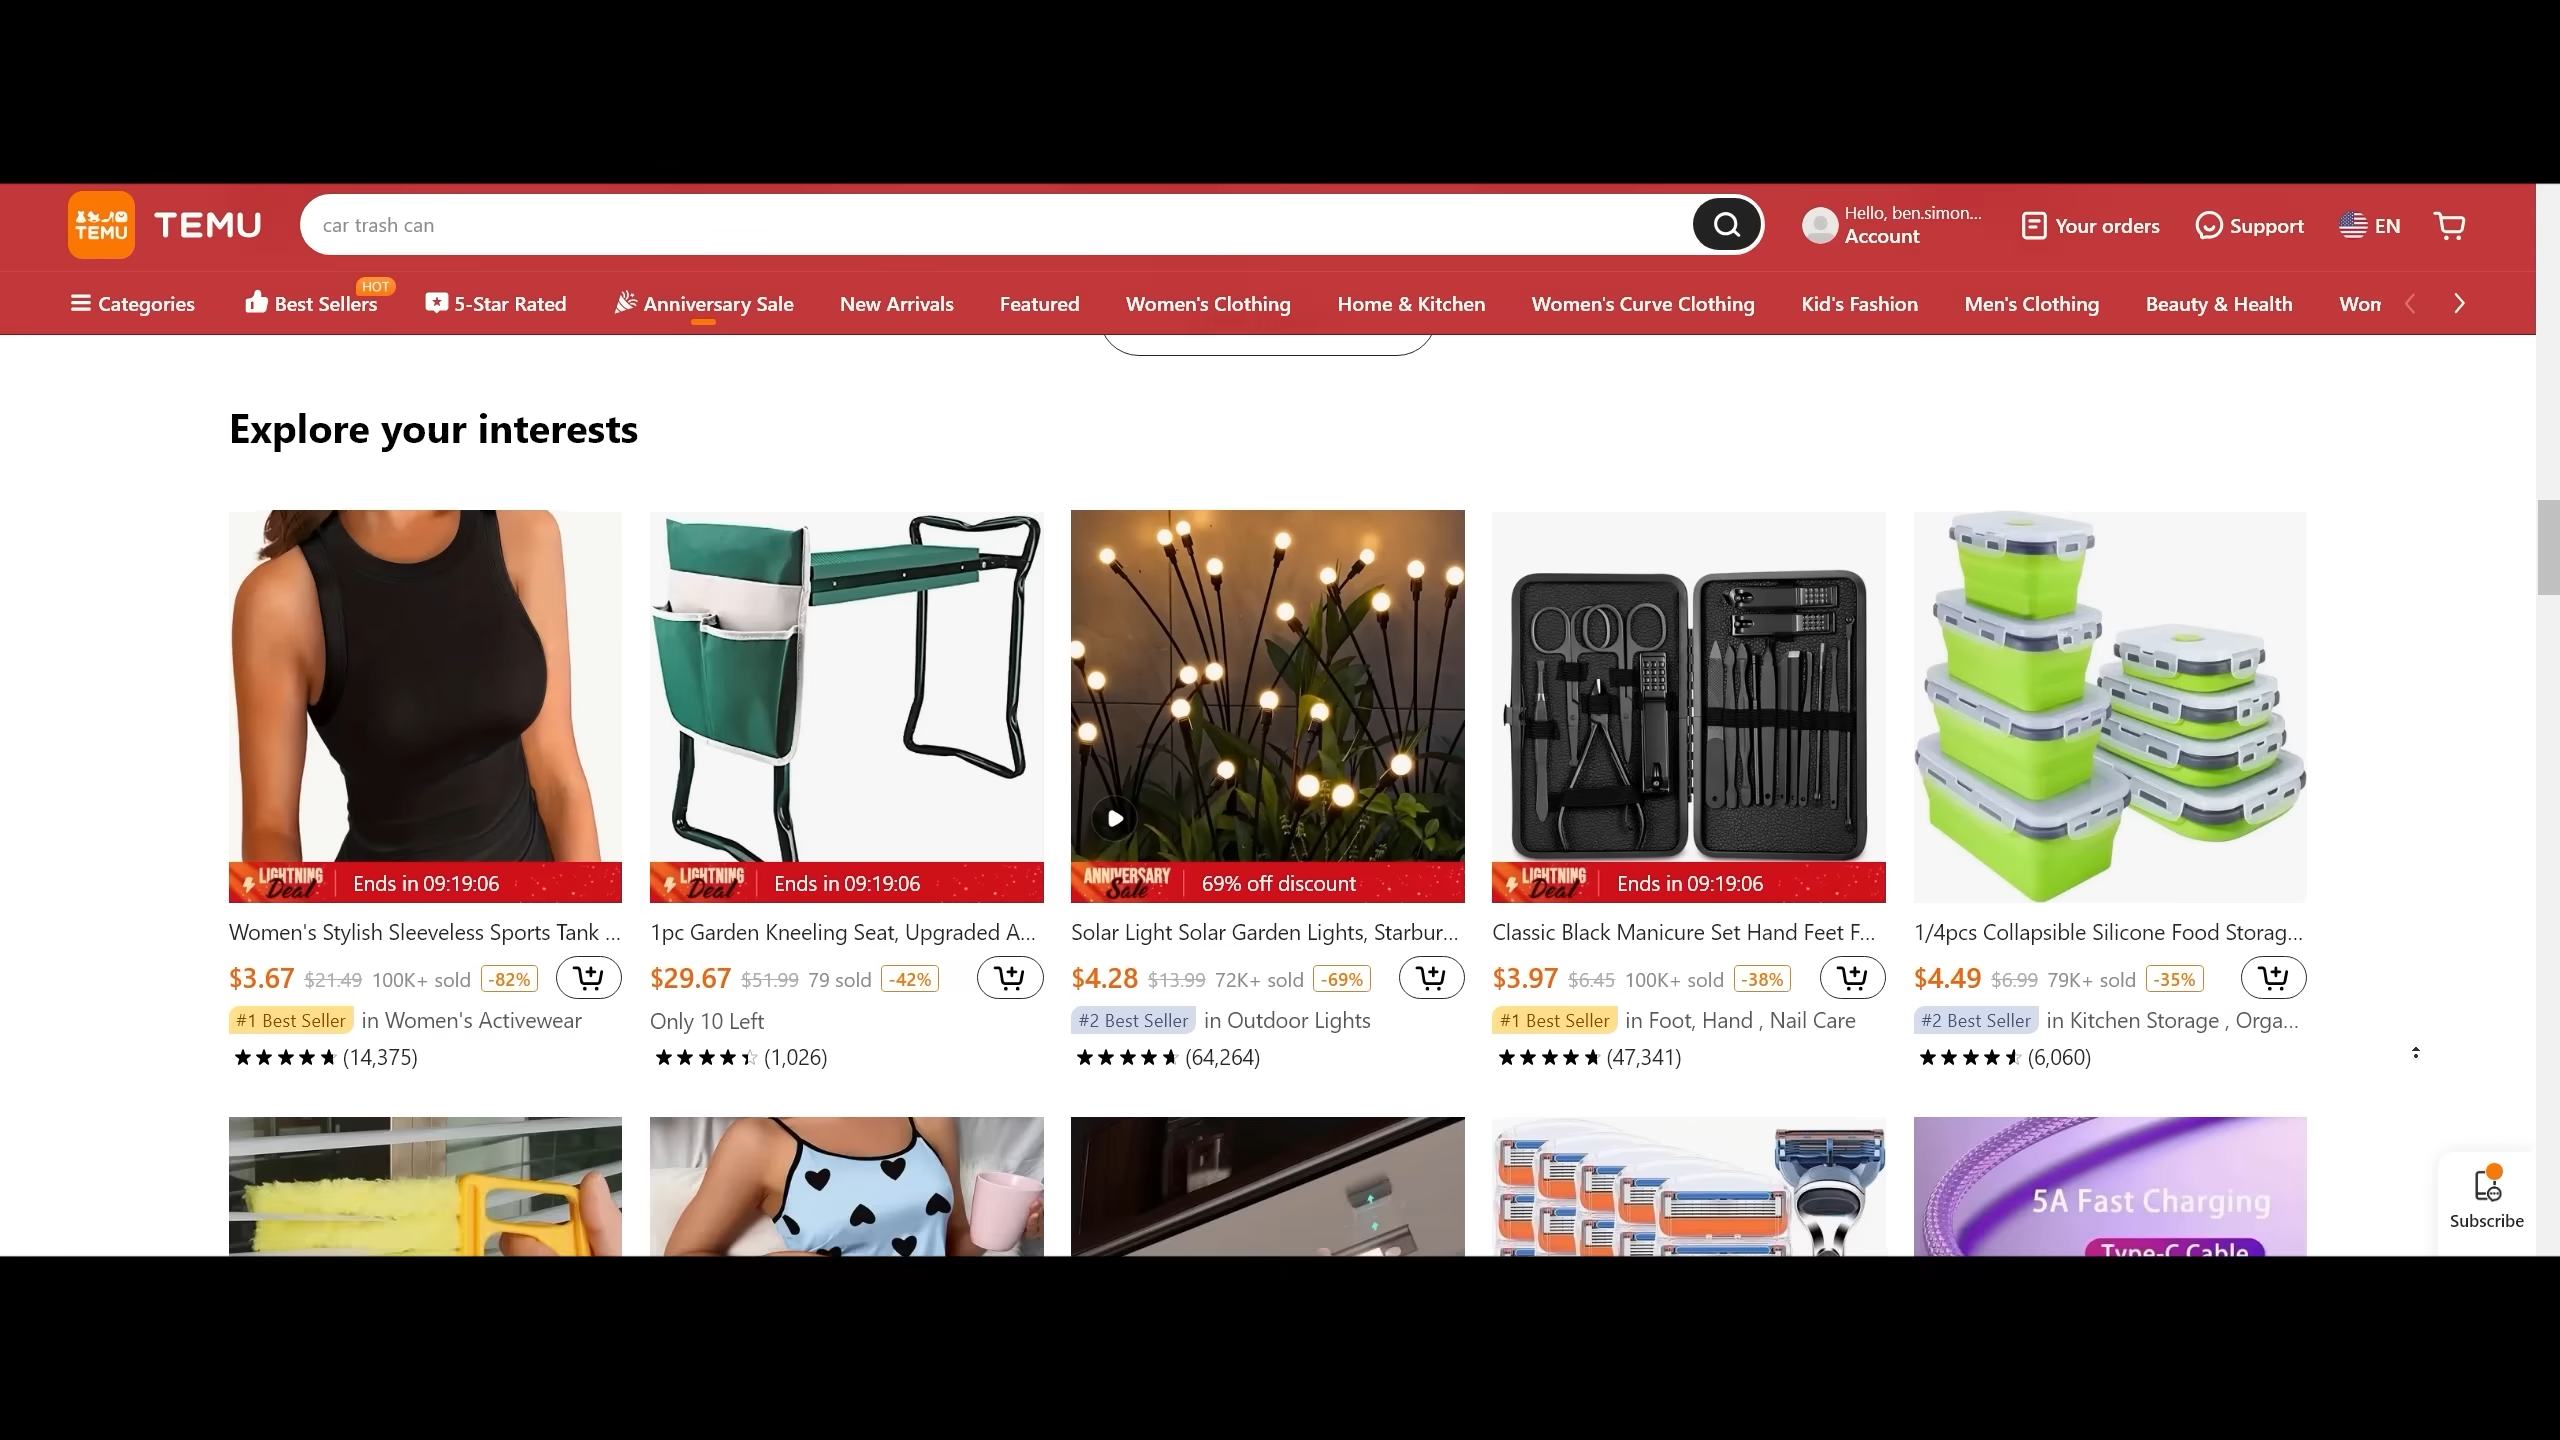 TEMU
TEMU
car trash can
Hello, ben.simon...
Account
Your orders
Support
EN
Categories
Best Sellers
HOT
5-Star Rated
Anniversary Sale
New Arrivals
Featured
Women's Clothing
Home & Kitchen
Women's Curve Clothing
Kid's Fashion
Men's Clothing
Beauty & Health
Wom
Explore your interests
LIGHTNING Deal Ends in 09:19:06
LIGHTNING Deal Ends in 09:19:06
ANNIVERSARY Sale 69% off discount
LIGHTNING Deal Ends in 09:19:06
Women's Stylish Sleeveless Sports Tank ...
$3.67 $21.49 100K+ sold -82%
#1 Best Seller in Women's Activewear
(14,375)
1pc Garden Kneeling Seat, Upgraded A...
$29.67 $51.99 79 sold -42%
Only 10 Left
(1,026)
Solar Light Solar Garden Lights, Starbur...
$4.28 $13.99 72K+ sold -69%
#2 Best Seller in Outdoor Lights
(64,264)
Classic Black Manicure Set Hand Feet F...
$3.97 $6.45 100K+ sold -38%
#1 Best Seller in Foot, Hand , Nail Care
(47,341)
1/4pcs Collapsible Silicone Food Storag...
$4.49 $6.99 79K+ sold -35%
#2 Best Seller in Kitchen Storage , Orga...
(6,060)
5A Fast Charging
Type-C Cable
Subscribe